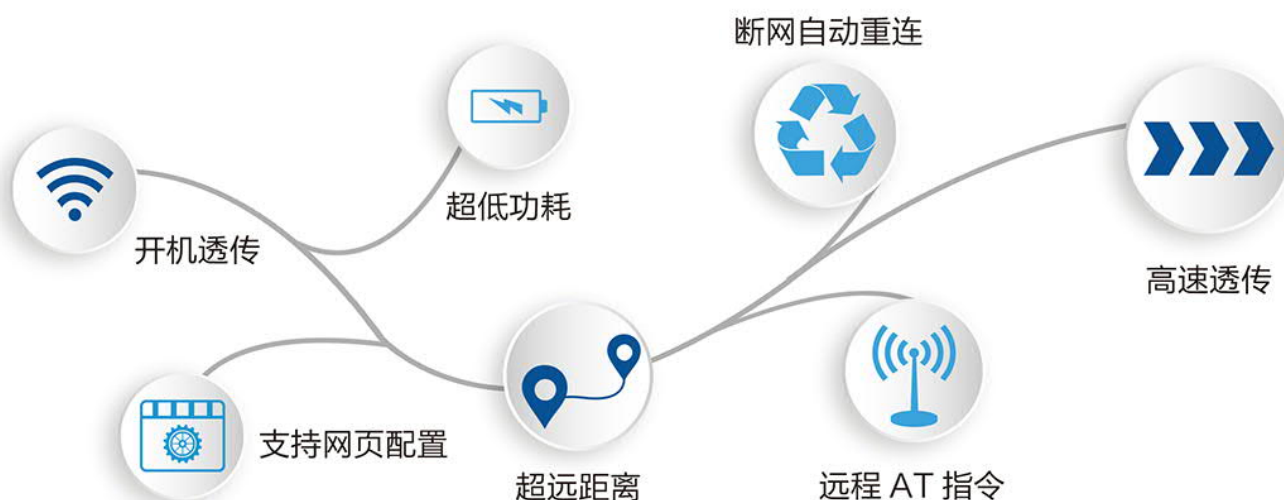 断网自动重连
超低功耗
开机透传
高速透传
支持网页配置
超远距离
远程 AT 指令